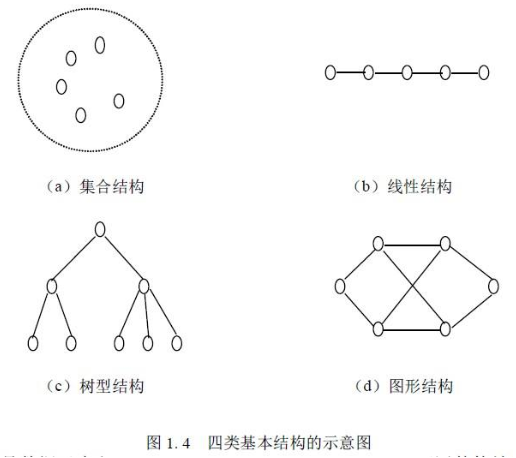 （a）集合结构
（b）线性结构
（c）树型结构
（d）图形结构
图 1. 4 四类基本结构的示意图